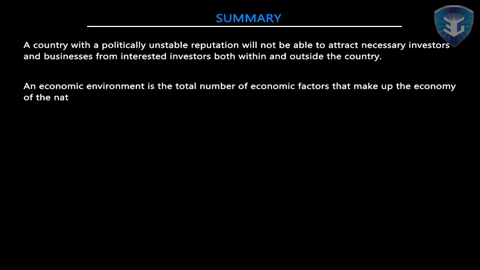 SUMMARY
A country with a politically unstable reputation will not be able to attract necessary investors
and businesses from interested investors both within and outside the country.
An economic environment is the total number of economic factors that make up the economy
of the nat